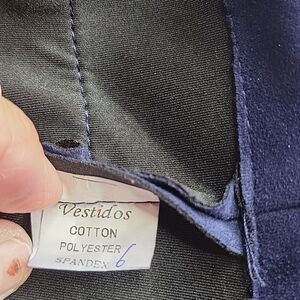 Vestidos
COTTON
POLYESTER
SPANDEX 6